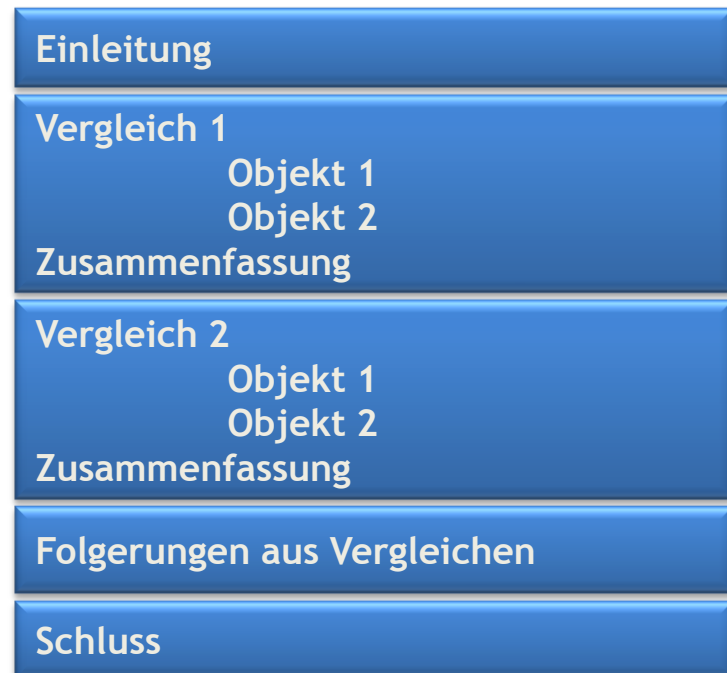 Einleitung
Vergleich 1
Objekt 1
Objekt 2
Zusammenfassung
Vergleich 2
Objekt 1
Objekt 2
Zusammenfassung
Folgerungen aus Vergleichen
Schluss